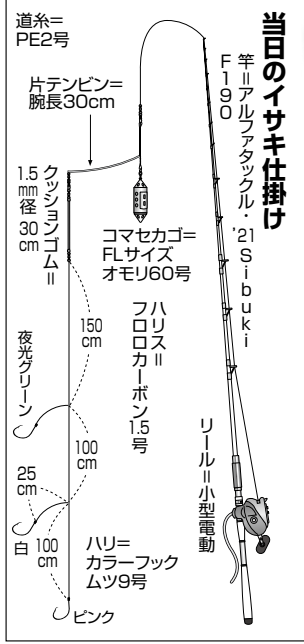 当日のイサキ仕掛け
竿=アルファタックル・'21 Sibuki
F190
道糸=
PE2号
片テンビン=
腕長30cm
クッションゴム=
1.5mm径
30cm
コマセカゴ=
FLサイズ
オモリ60号
ハリス=
フロロカーボン1.5号
150cm
夜光グリーン
100cm
25cm
白
100cm
ハリ=
カラーフック
ムツ9号
ピンク
リール=小型電動